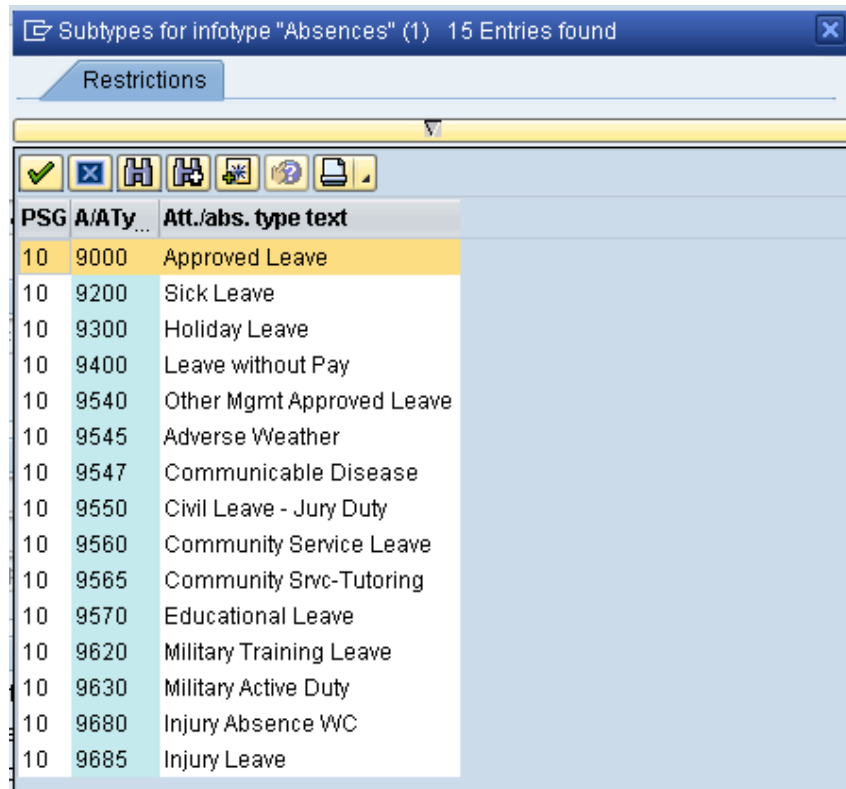 Subtypes for infotype "Absences" (1) 15 Entries found
Restrictions
PSG A/ATy... Att./abs. type text
10 9000 Approved Leave
10 9200 Sick Leave
10 9300 Holiday Leave
10 9400 Leave without Pay
10 9540 Other Mgmt Approved Leave
10 9545 Adverse Weather
10 9547 Communicable Disease
10 9550 Civil Leave - Jury Duty
10 9560 Community Service Leave
10 9565 Community Srvc-Tutoring
10 9570 Educational Leave
10 9620 Military Training Leave
10 9630 Military Active Duty
10 9680 Injury Absence WC
10 9685 Injury Leave